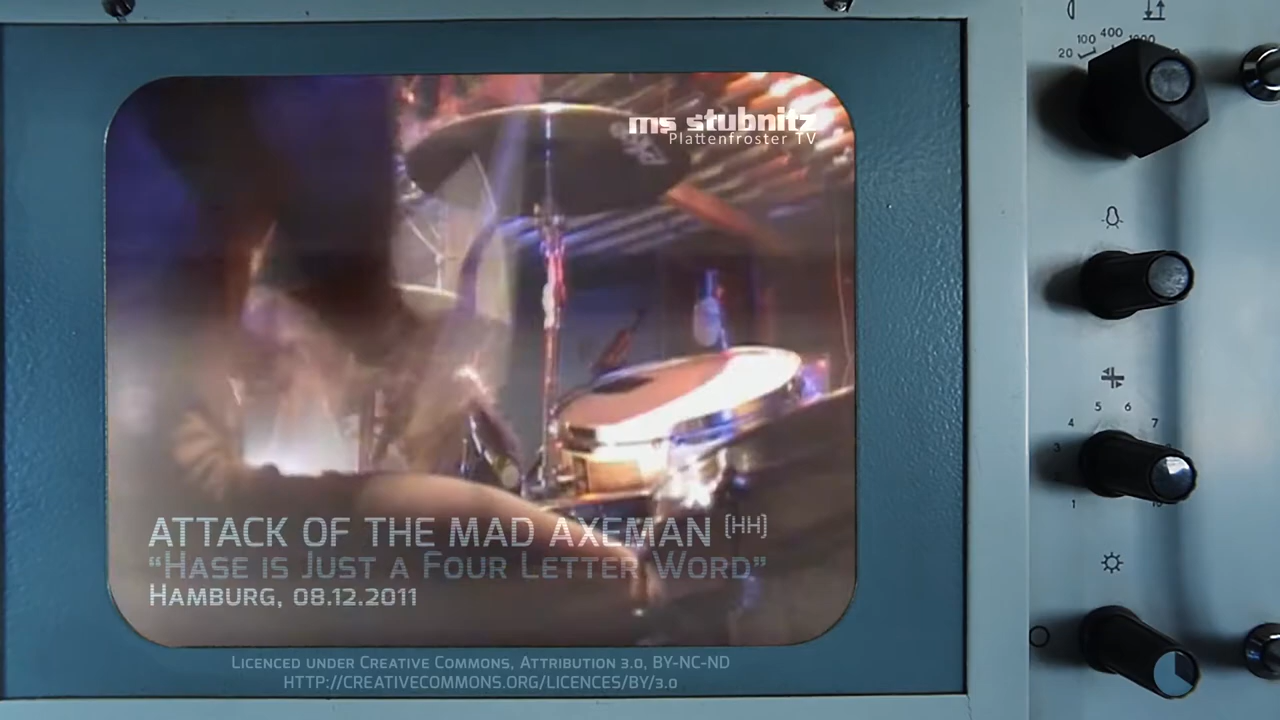 20 100 400 1000
ms stubnitz
Plattenfroster TV
5 6
4 7
3
1 10
ATTACK OF THE MAD AXEMAN [HH]
“HASE IS JUST A FOUR LETTER WORD”
HAMBURG, 08.12.2011
LICENCED UNDER CREATIVE COMMONS, ATTRIBUTION 3.0, BY-NC-ND
HTTP://CREATIVECOMMONS.ORG/LICENCES/BY/3.0